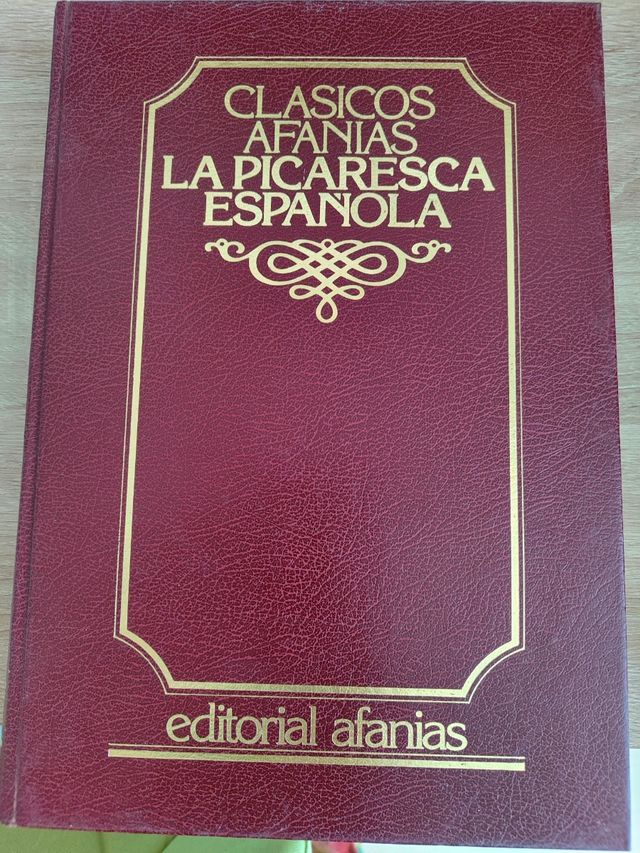 CLASICOS
AFANIAS
LA PICARESCA
ESPAÑOLA
editorial afanias